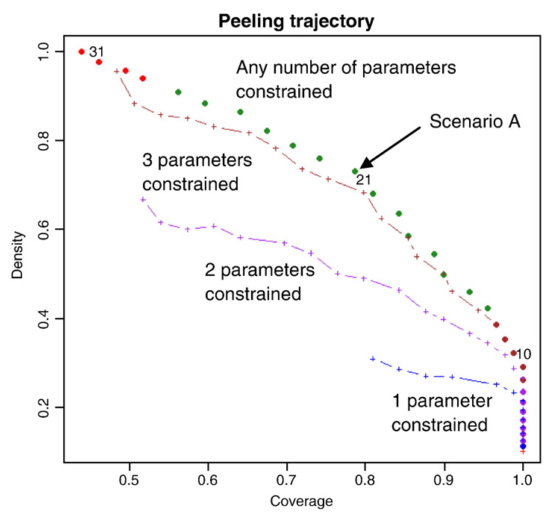 Peeling trajectory
31
Any number of parameters
constrained
Scenario A
3 parameters
constrained
21
2 parameters
constrained
10
1 parameter
constrained
Density
1.0
0.8
0.6
0.4
0.2
0.5 0.6 0.7 0.8 0.9 1.0
Coverage